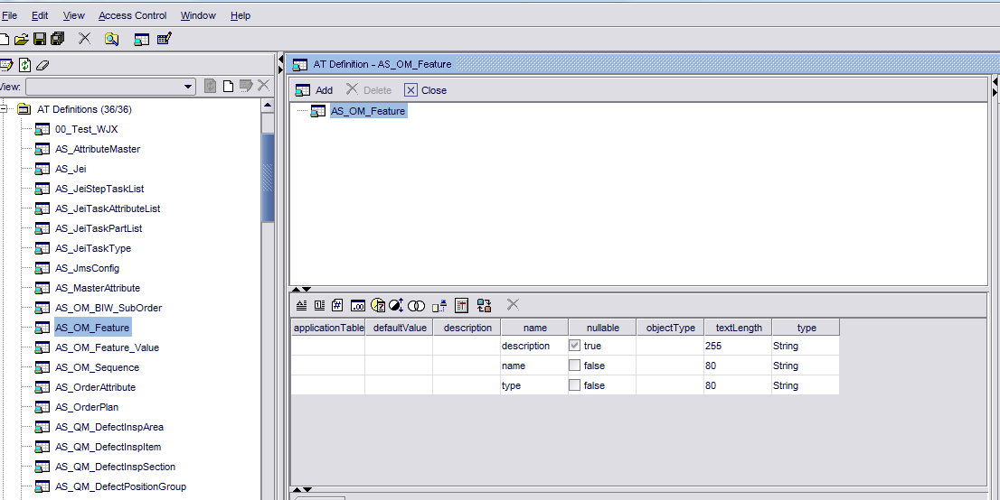 File Edit View Access Control Window Help
View:
AT Definitions (36/36)
00_Test_WJX
AS_AttributeMaster
AS_Jei
AS_JeiStepTaskList
AS_JeiTaskAttributeList
AS_JeiTaskPartList
AS_JeiTaskType
AS_JmsConfig
AS_MasterAttribute
AS_OM_BIW_SubOrder
AS_OM_Feature
AS_OM_Feature_Value
AS_OM_Sequence
AS_OrderAttribute
AS_OrderPlan
AS_QM_DefectInspArea
AS_QM_DefectInspItem
AS_QM_DefectInspSection
AS_QM_DefectPositionGroup
AT Definition - AS_OM_Feature
Add Delete Close
AS_OM_Feature
applicationTable defaultValue description name nullable objectType textLength type
description true 255 String
name false 80 String
type false 80 String